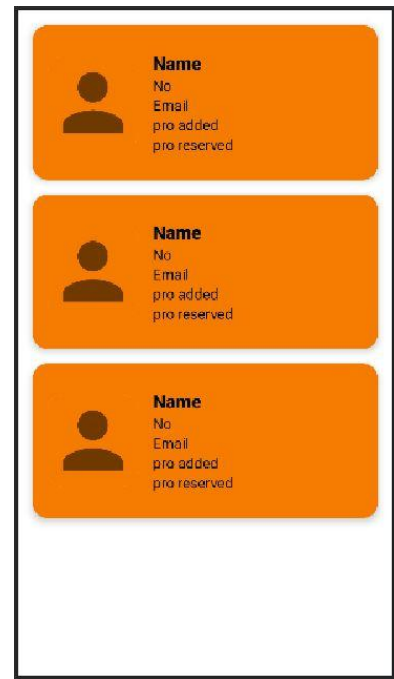 Name
No
Email
pro added
pro reserved
Name
No
Email
pro added
pro reserved
Name
No
Email
pro added
pro reserved